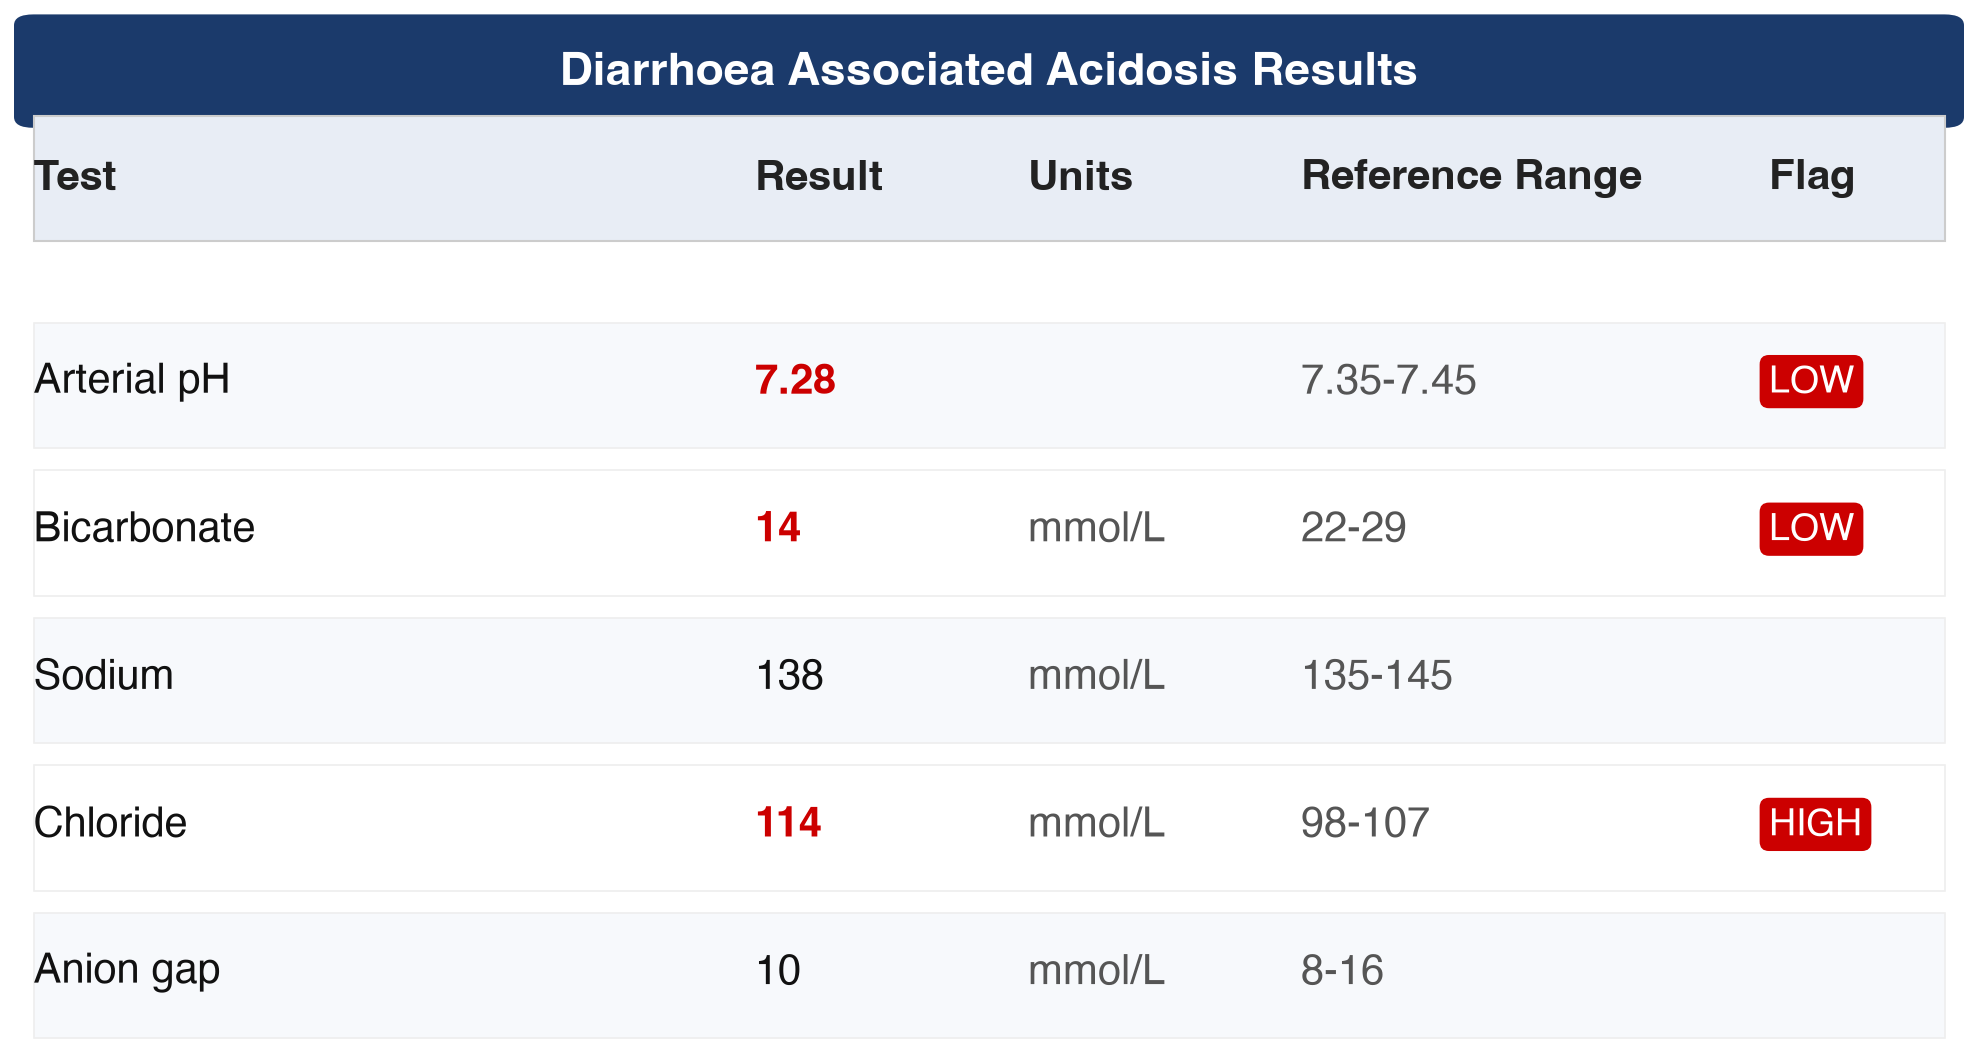 Diarrhoea Associated Acidosis Results
Test Result Units Reference Range Flag
Arterial pH 7.28 7.35-7.45 LOW
Bicarbonate 14 mmol/L 22-29 LOW
Sodium 138 mmol/L 135-145
Chloride 114 mmol/L 98-107 HIGH
Anion gap 10 mmol/L 8-16